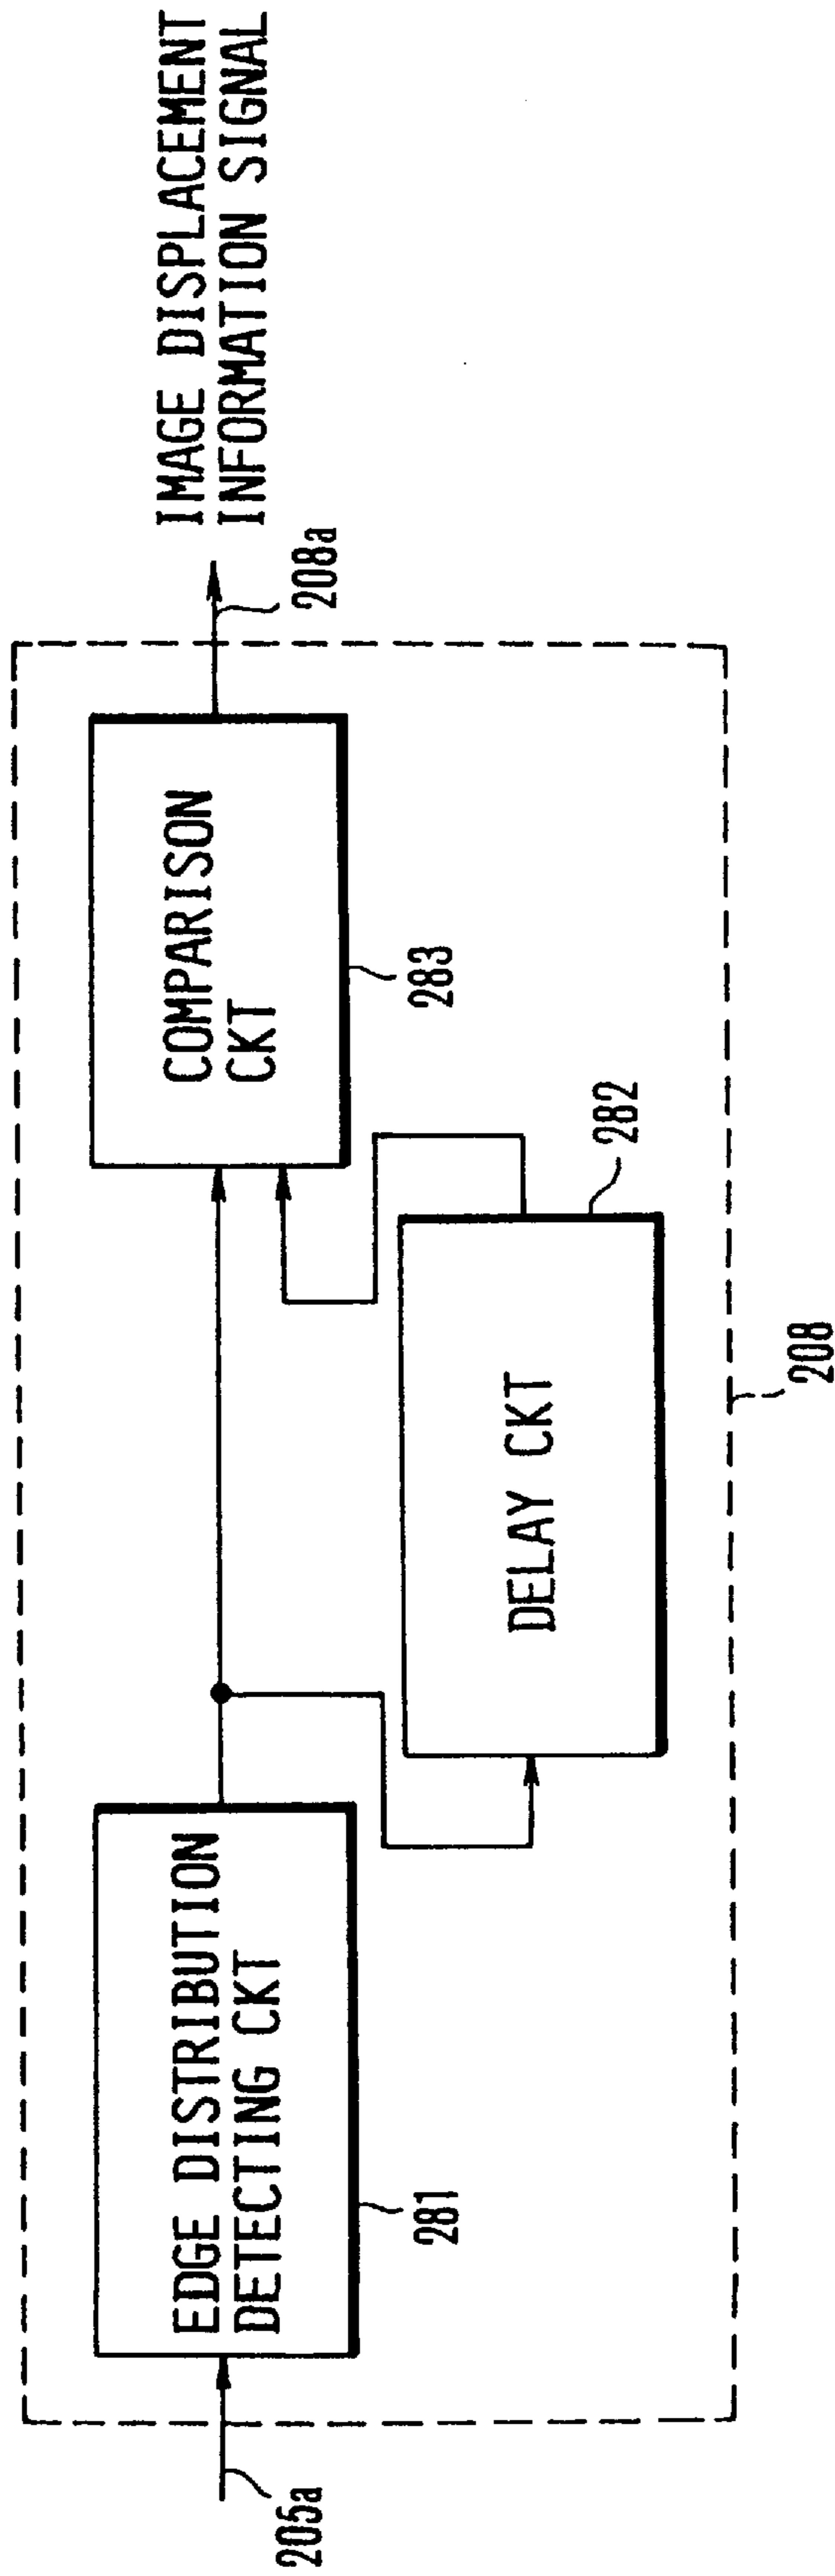 IMAGE DISPLACEMENT
INFORMATION SIGNAL
208a
COMPARISON
CKT
283
282
DELAY CKT
208
EDGE DISTRIBUTION
DETECTING CKT
281
205a